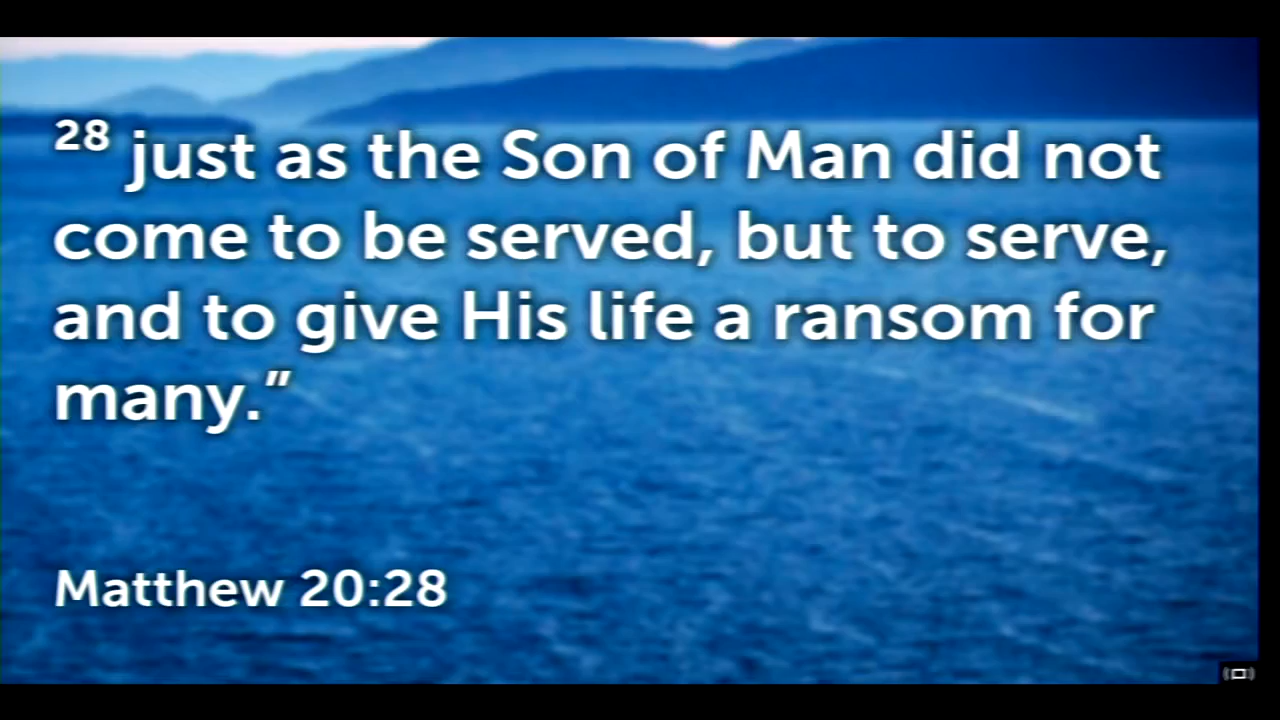 28 just as the Son of Man did not
come to be served, but to serve,
and to give His life a ransom for
many.”
Matthew 20:28